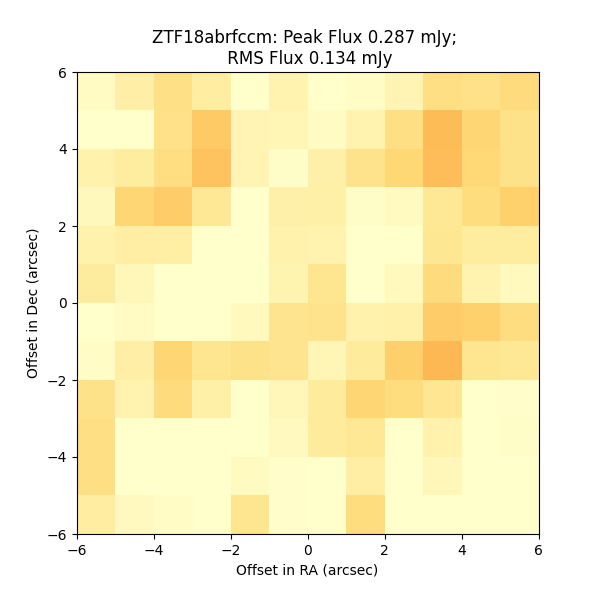 ZTF18abrfccm: Peak Flux 0.287 mJy;
RMS Flux 0.134 mJy
6
4
2
0
−2
−4
−6
Offset in Dec (arcsec)
−6 −4 −2 0 2 4 6
Offset in RA (arcsec)